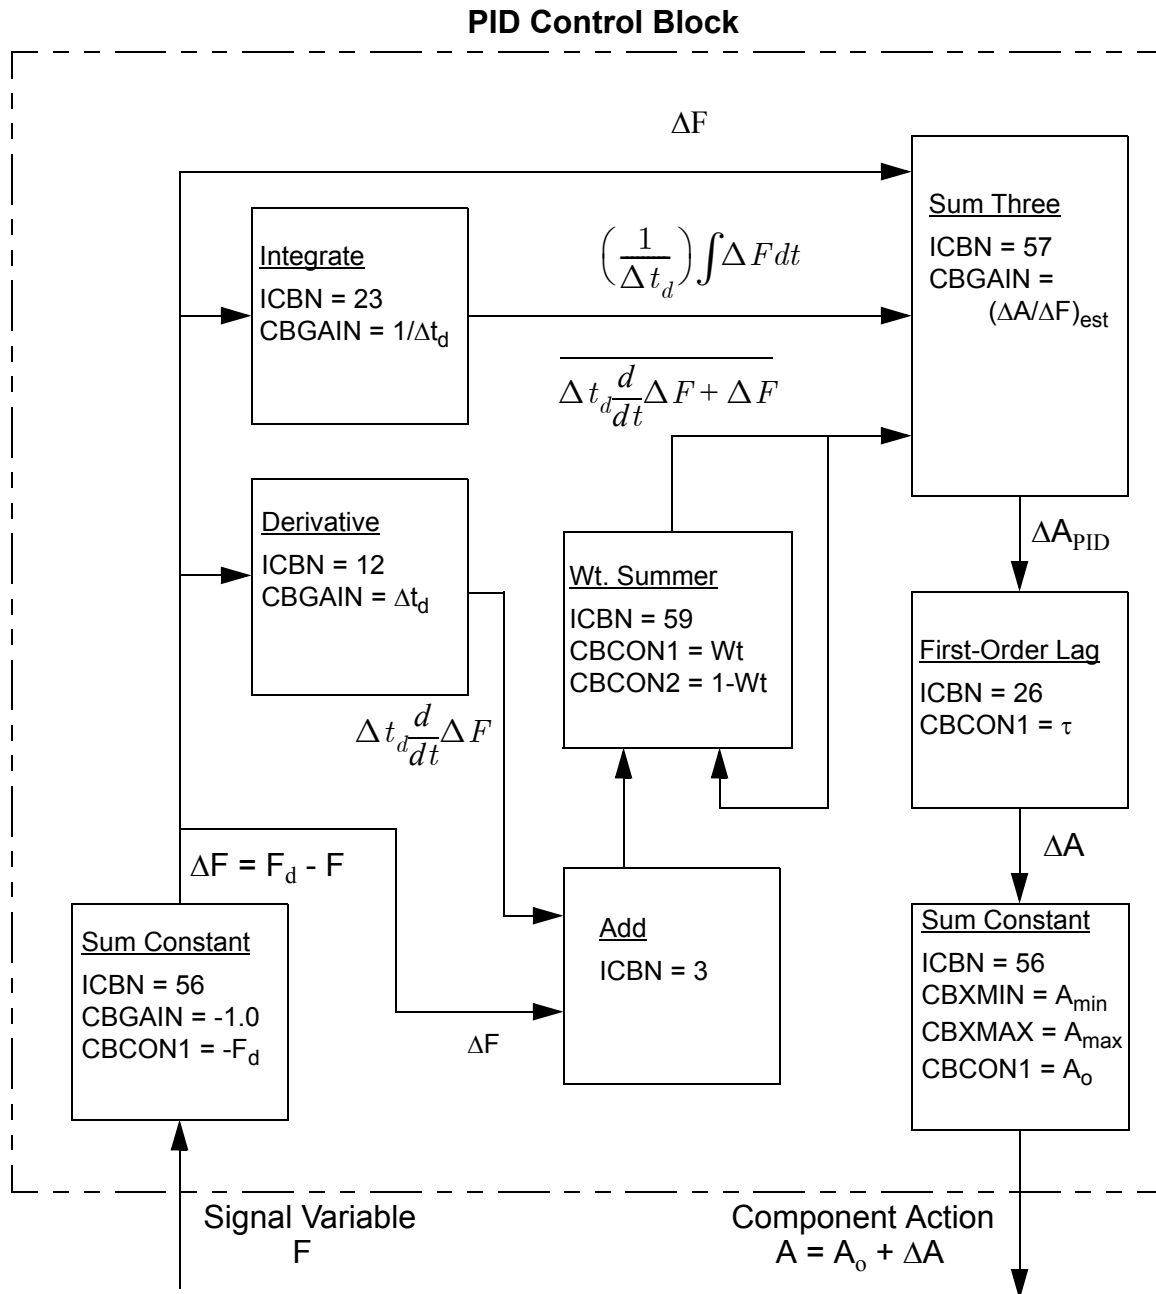 PID Control Block
ΔF
Sum Three
ICBN = 57
CBGAIN =
(ΔA/ΔF)est
Integrate
ICBN = 23
CBGAIN = 1/Δtd
(1/Δtd)∫ΔFdt
Δtd d/dt ΔF + ΔF
Derivative
ICBN = 12
CBGAIN = Δtd
Wt. Summer
ICBN = 59
CBCON1 = Wt
CBCON2 = 1-Wt
ΔAPID
First-Order Lag
ICBN = 26
CBCON1 = τ
Δtd d/dt ΔF
ΔF = Fd - F
ΔA
Sum Constant
ICBN = 56
CBGAIN = -1.0
CBCON1 = -Fd
Add
ICBN = 3
ΔF
Sum Constant
ICBN = 56
CBXMIN = Amin
CBXMAX = Amax
CBCON1 = Ao
Signal Variable
F
Component Action
A = Ao + ΔA